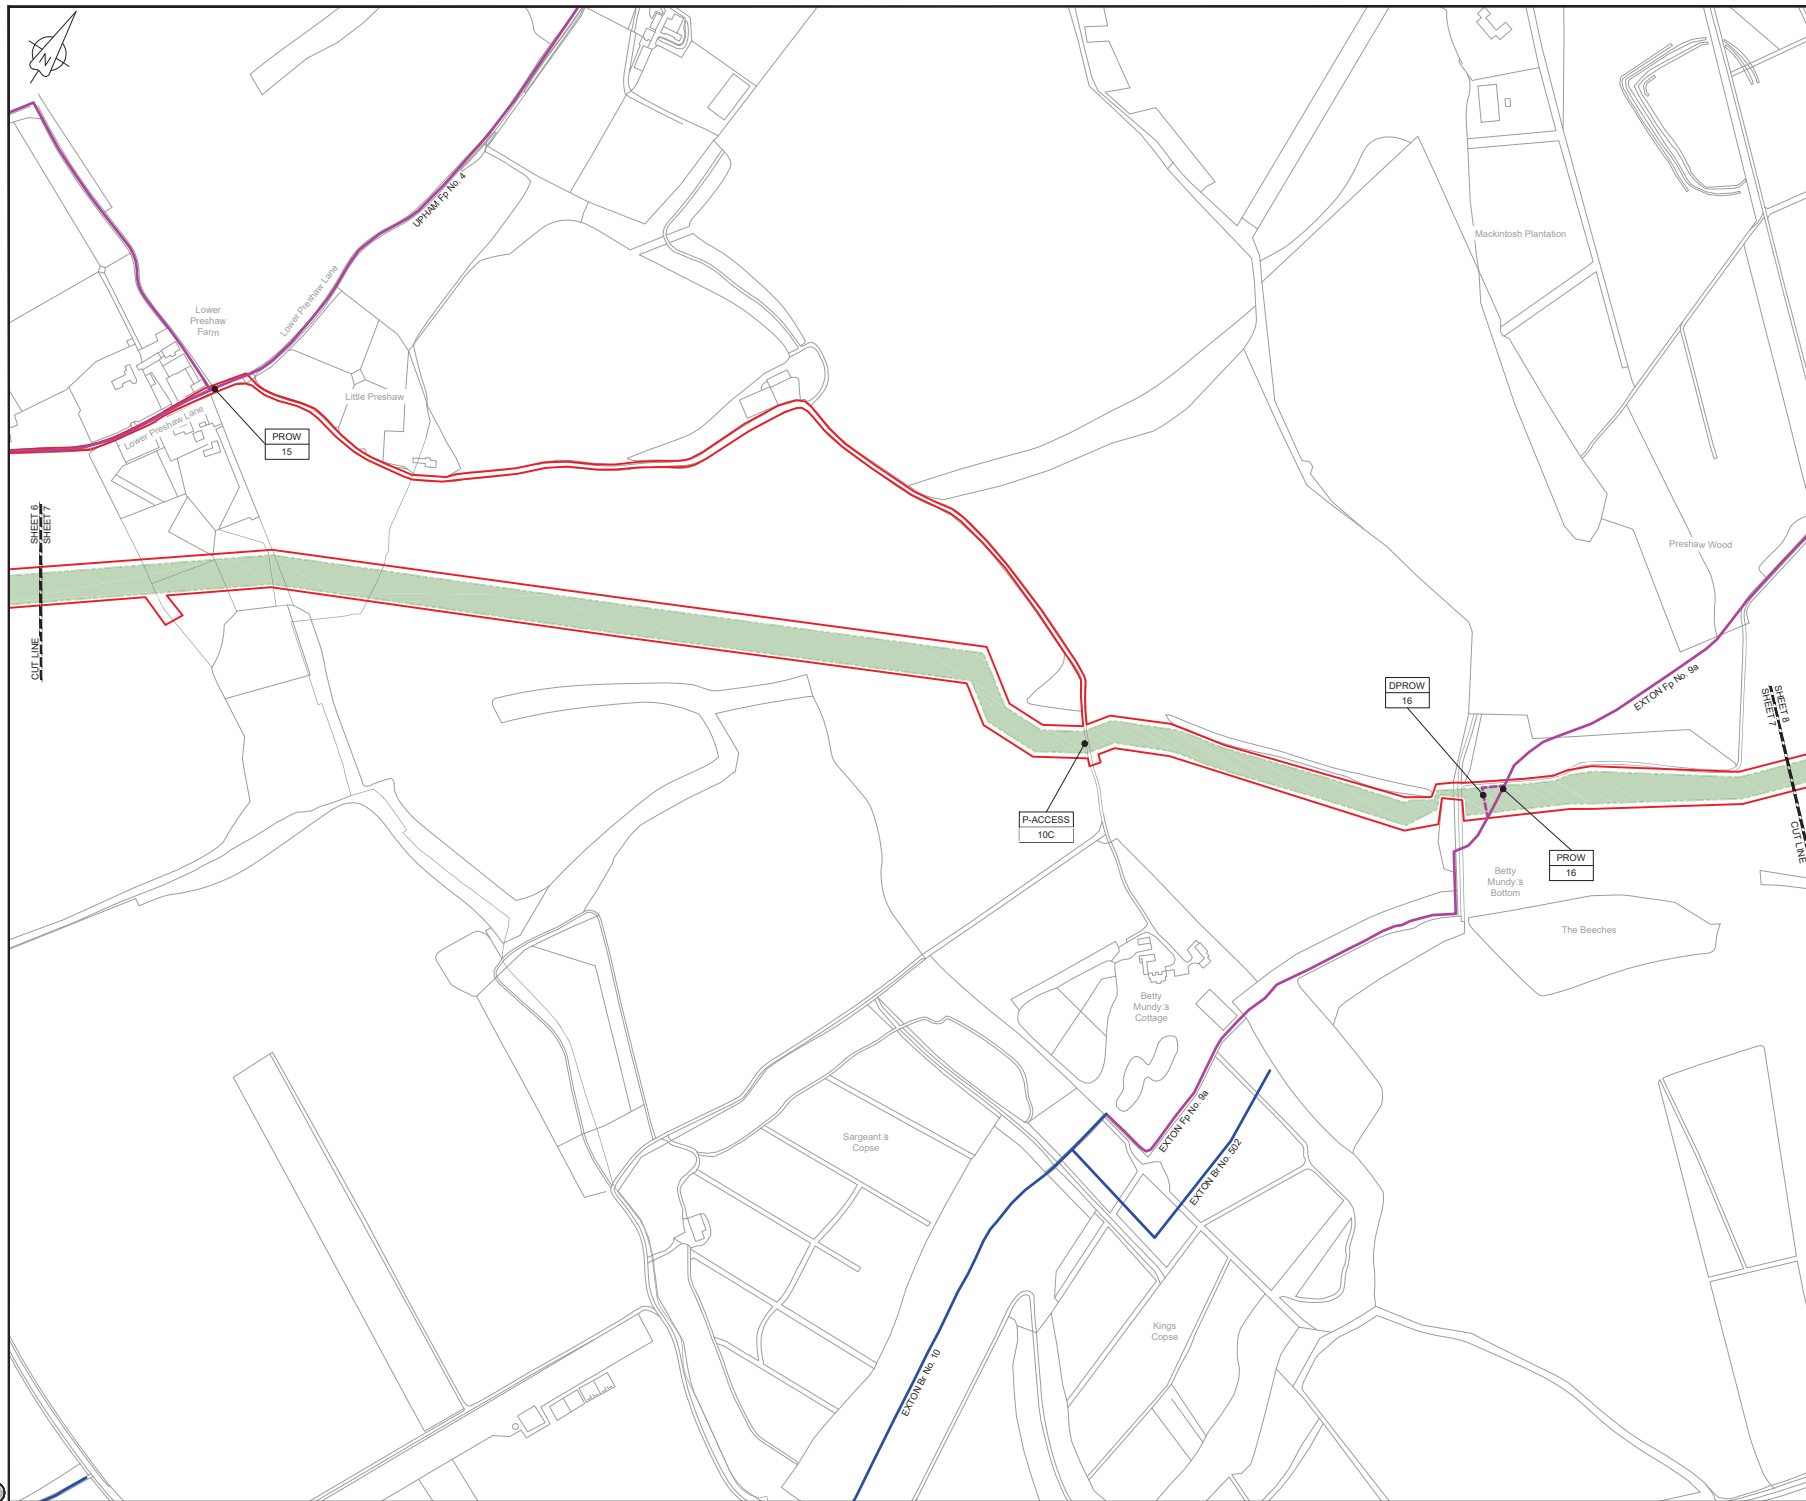 N
UPHAM Fp No. 4
Lower Preshaw Lane
Lower
Preshaw
Farm
Little Preshaw
Lower Preshaw Lane
PROW
15
SHEET 6
SHEET 7
CUT LINE
Mackintosh Plantation
Preshaw Wood
EXTON Fp No. 9a
DPROW
16
SHEET 8
SHEET 7
CUT LINE
P-ACCESS
10C
PROW
16
Betty
Mundy□s
Bottom
The Beeches
Betty
Mundy□s
Cottage
EXTON Fp No. 9a
EXTON Br No. 502
Sargeant□s
Copse
Kings
Copse
EXTON Br No. 10